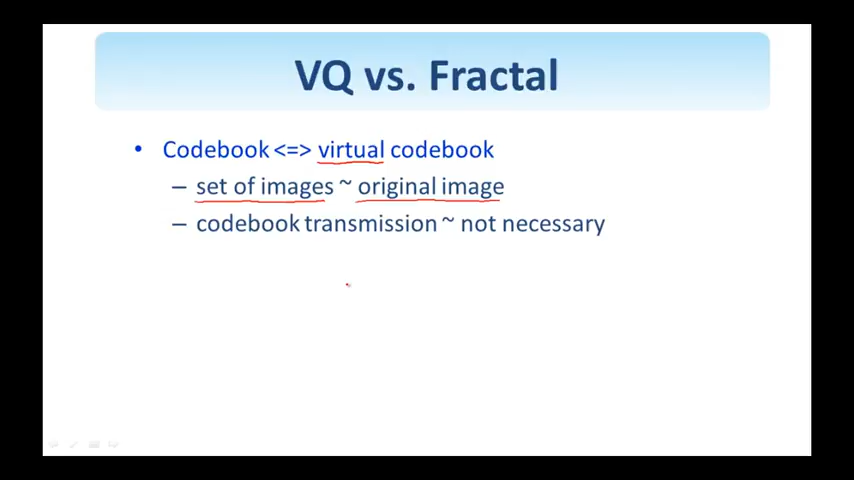 VQ vs. Fractal
• Codebook <=> virtual codebook
– set of images ~ original image
– codebook transmission ~ not necessary